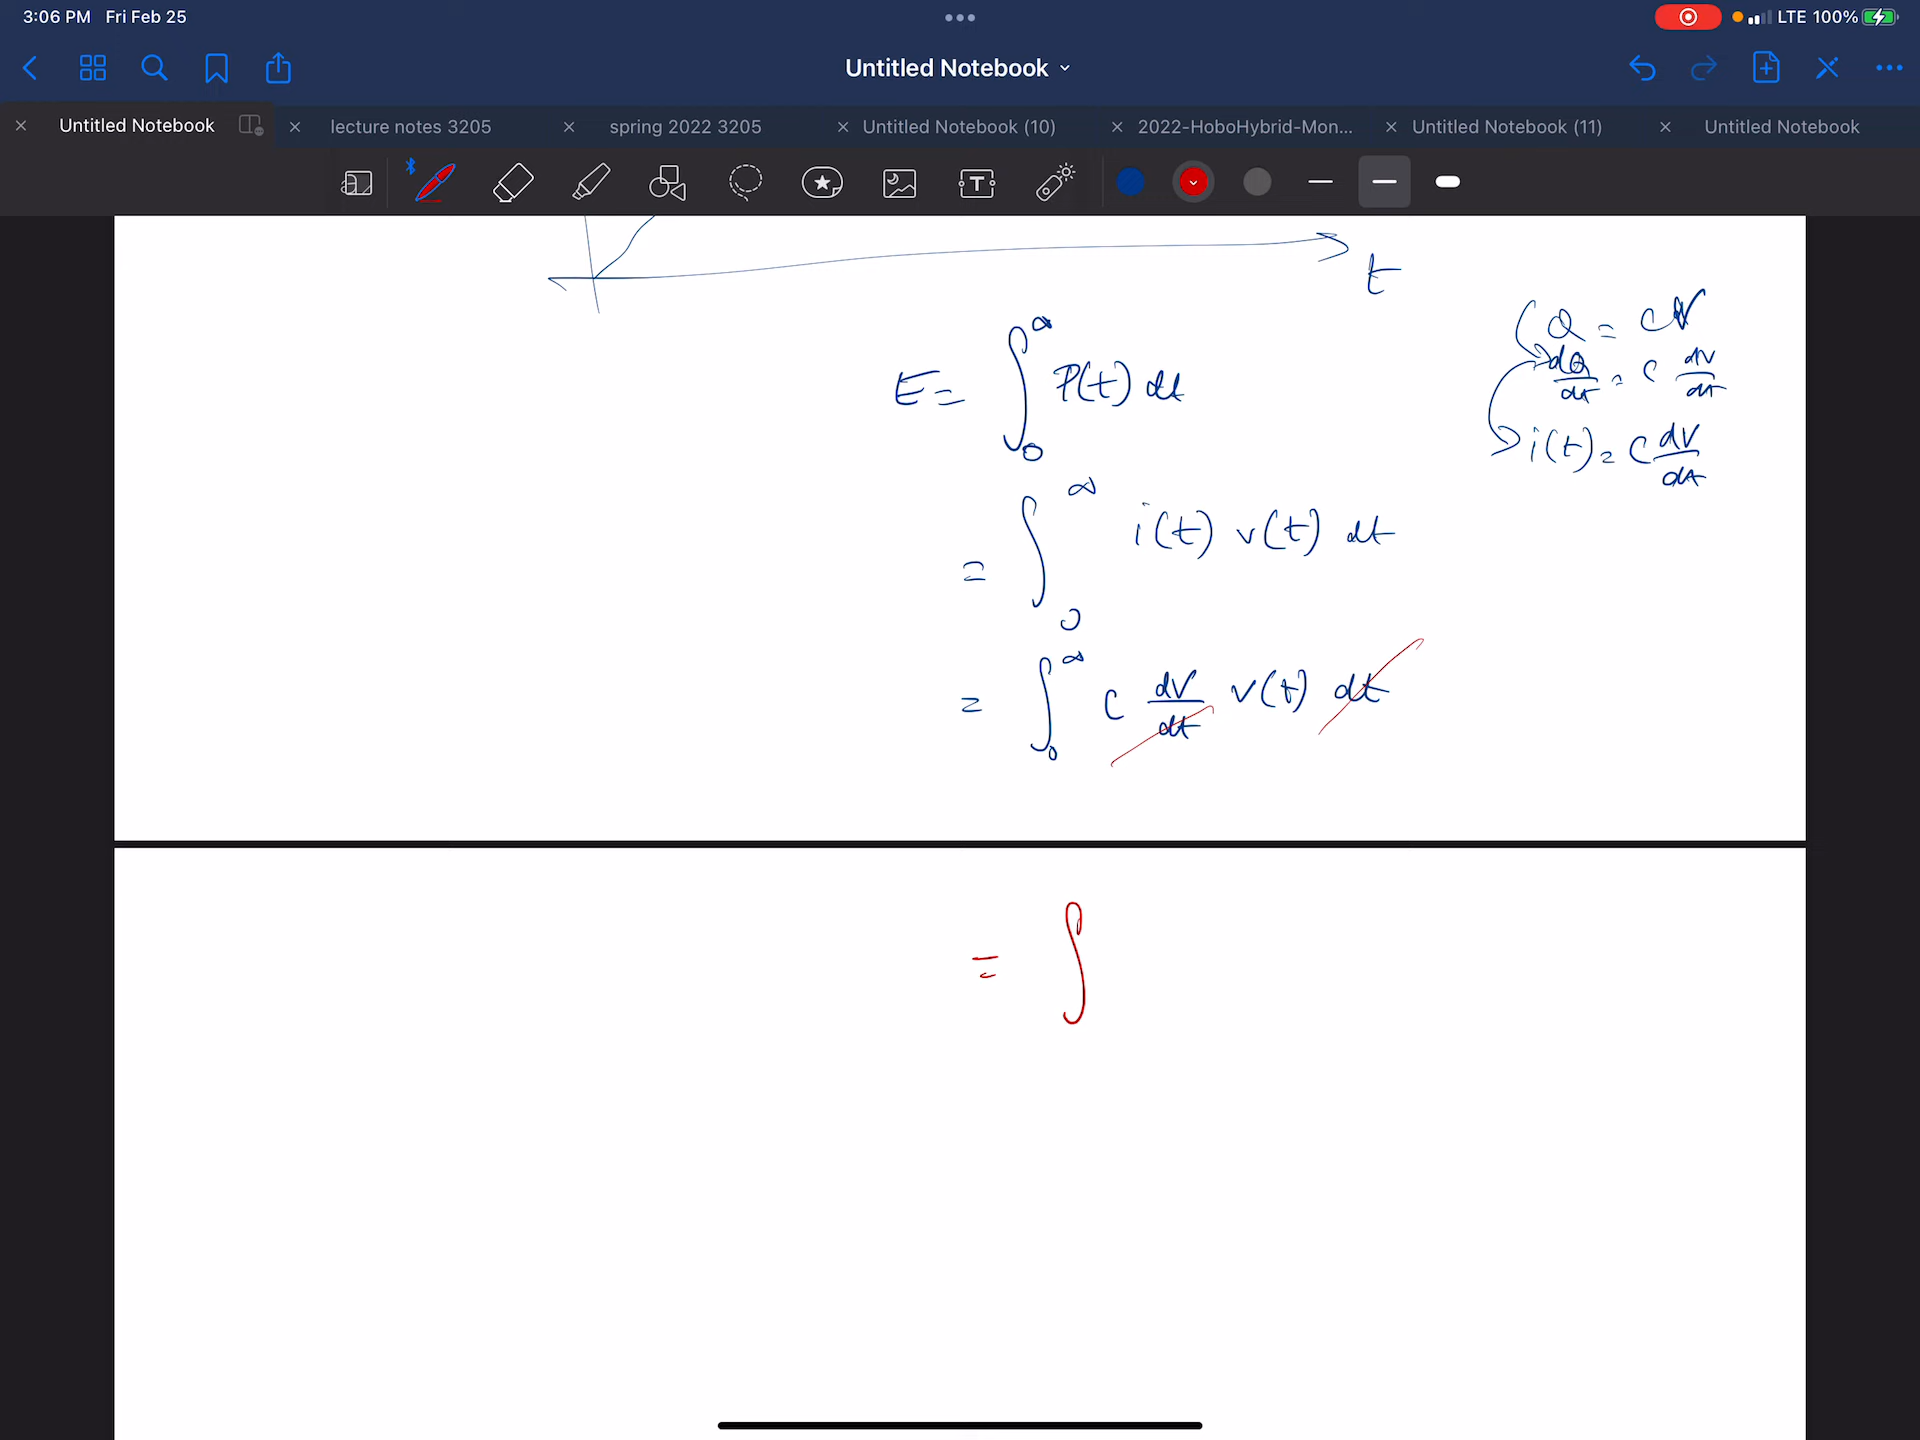 3:06 PM Fri Feb 25
LTE 100%
Untitled Notebook
Untitled Notebook
lecture notes 3205
spring 2022 3205
Untitled Notebook (10)
2022-HoboHybrid-Mon...
Untitled Notebook (11)
Untitled Notebook
T
t
Q = CV
dQ/dt = C dV/dt
i(t) = C dV/dt
E = ∫₀^∞ P(t) dt
= ∫₀^∞ i(t) v(t) dt
= ∫₀^∞ C dV/dt v(t) dt
= ∫